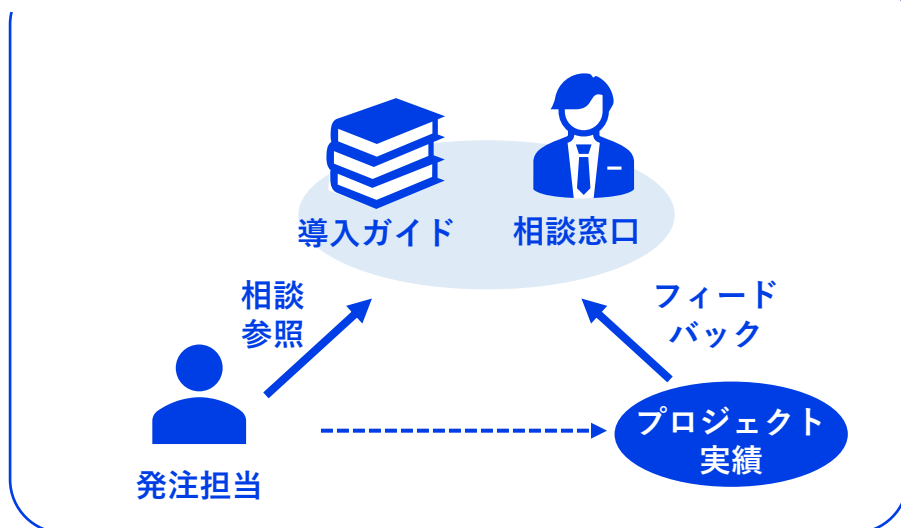 導入ガイド
相談窓口
相談
参照
フィード
バック
プロジェクト
実績
発注担当